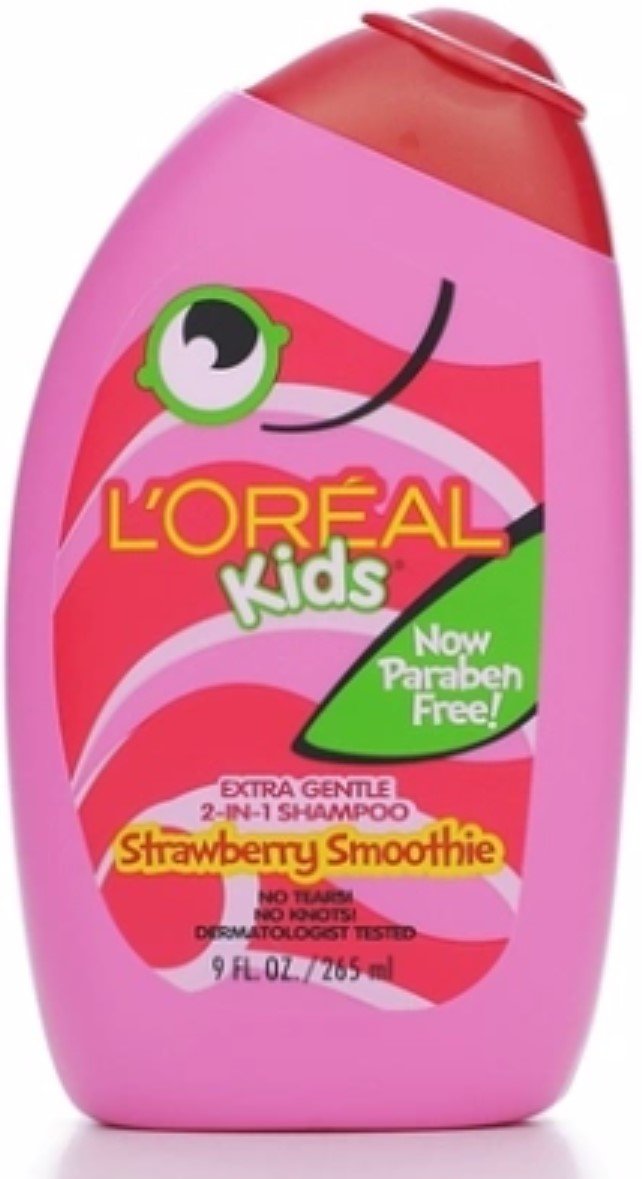 L'ORÉAL
Kids®
Now
Paraben
Free!
EXTRA GENTLE
2-IN-1 SHAMPOO
Strawberry Smoothie
NO TEARS!
NO KNOTS!
DERMATOLOGIST TESTED
9 FL. OZ. / 265 ml